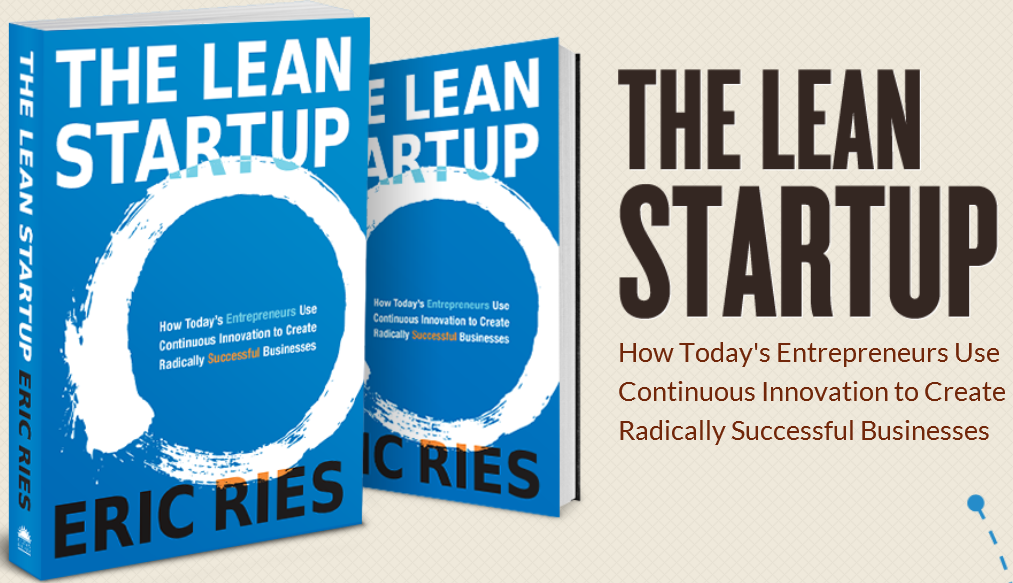 THE LEAN STARTUP ERIC RIES
THE LEAN
STARTUP
How Today's Entrepreneurs Use
Continuous Innovation to Create
Radically Successful Businesses
ERIC RIES
E LEAN
ARTUP
How Today's Entrepreneurs Use
Continuous Innovation to Create
Radically Successful Businesses
IC RIES
THE LEAN
STARTUP
How Today's Entrepreneurs Use
Continuous Innovation to Create
Radically Successful Businesses